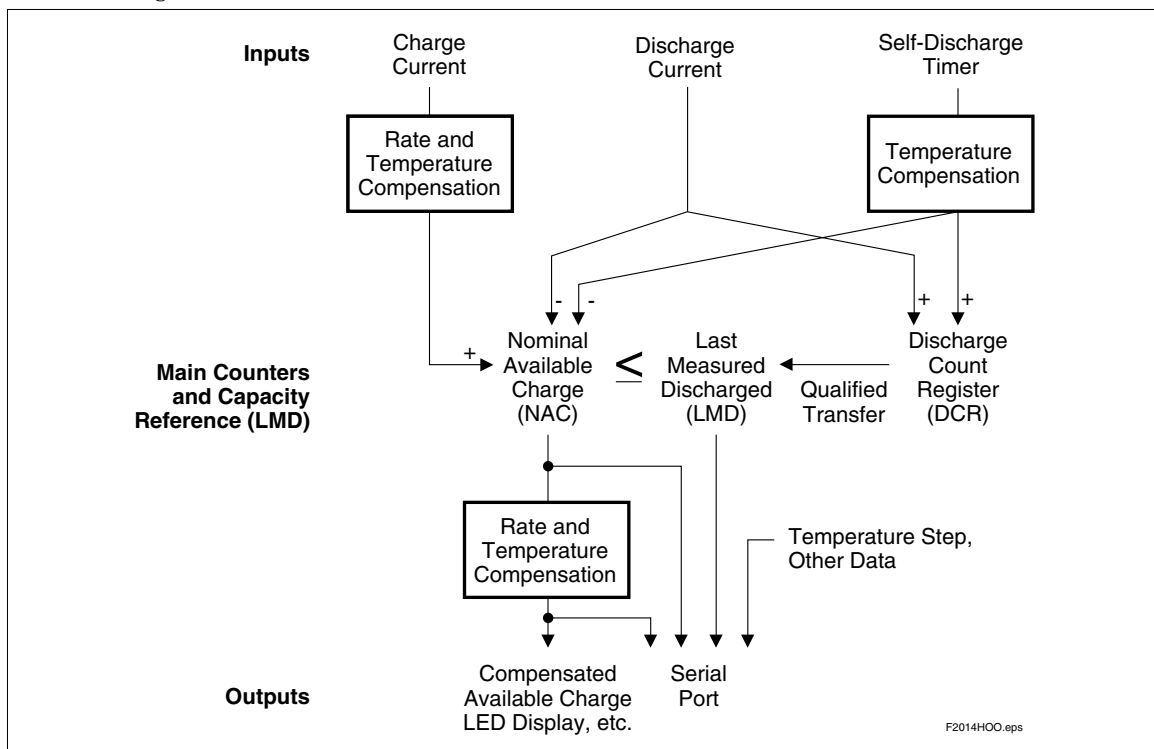 Inputs
Charge
Current
Discharge
Current
Self-Discharge
Timer
Rate and
Temperature
Compensation
Temperature
Compensation
- - + +
+
Main Counters
and Capacity
Reference (LMD)
Nominal
Available
Charge
(NAC)
≤
Last
Measured
Discharged
(LMD)
Qualified
Transfer
Discharge
Count
Register
(DCR)
Rate and
Temperature
Compensation
Temperature Step,
Other Data
Outputs
Compensated
Available Charge
LED Display, etc.
Serial
Port
F2014HOO.eps